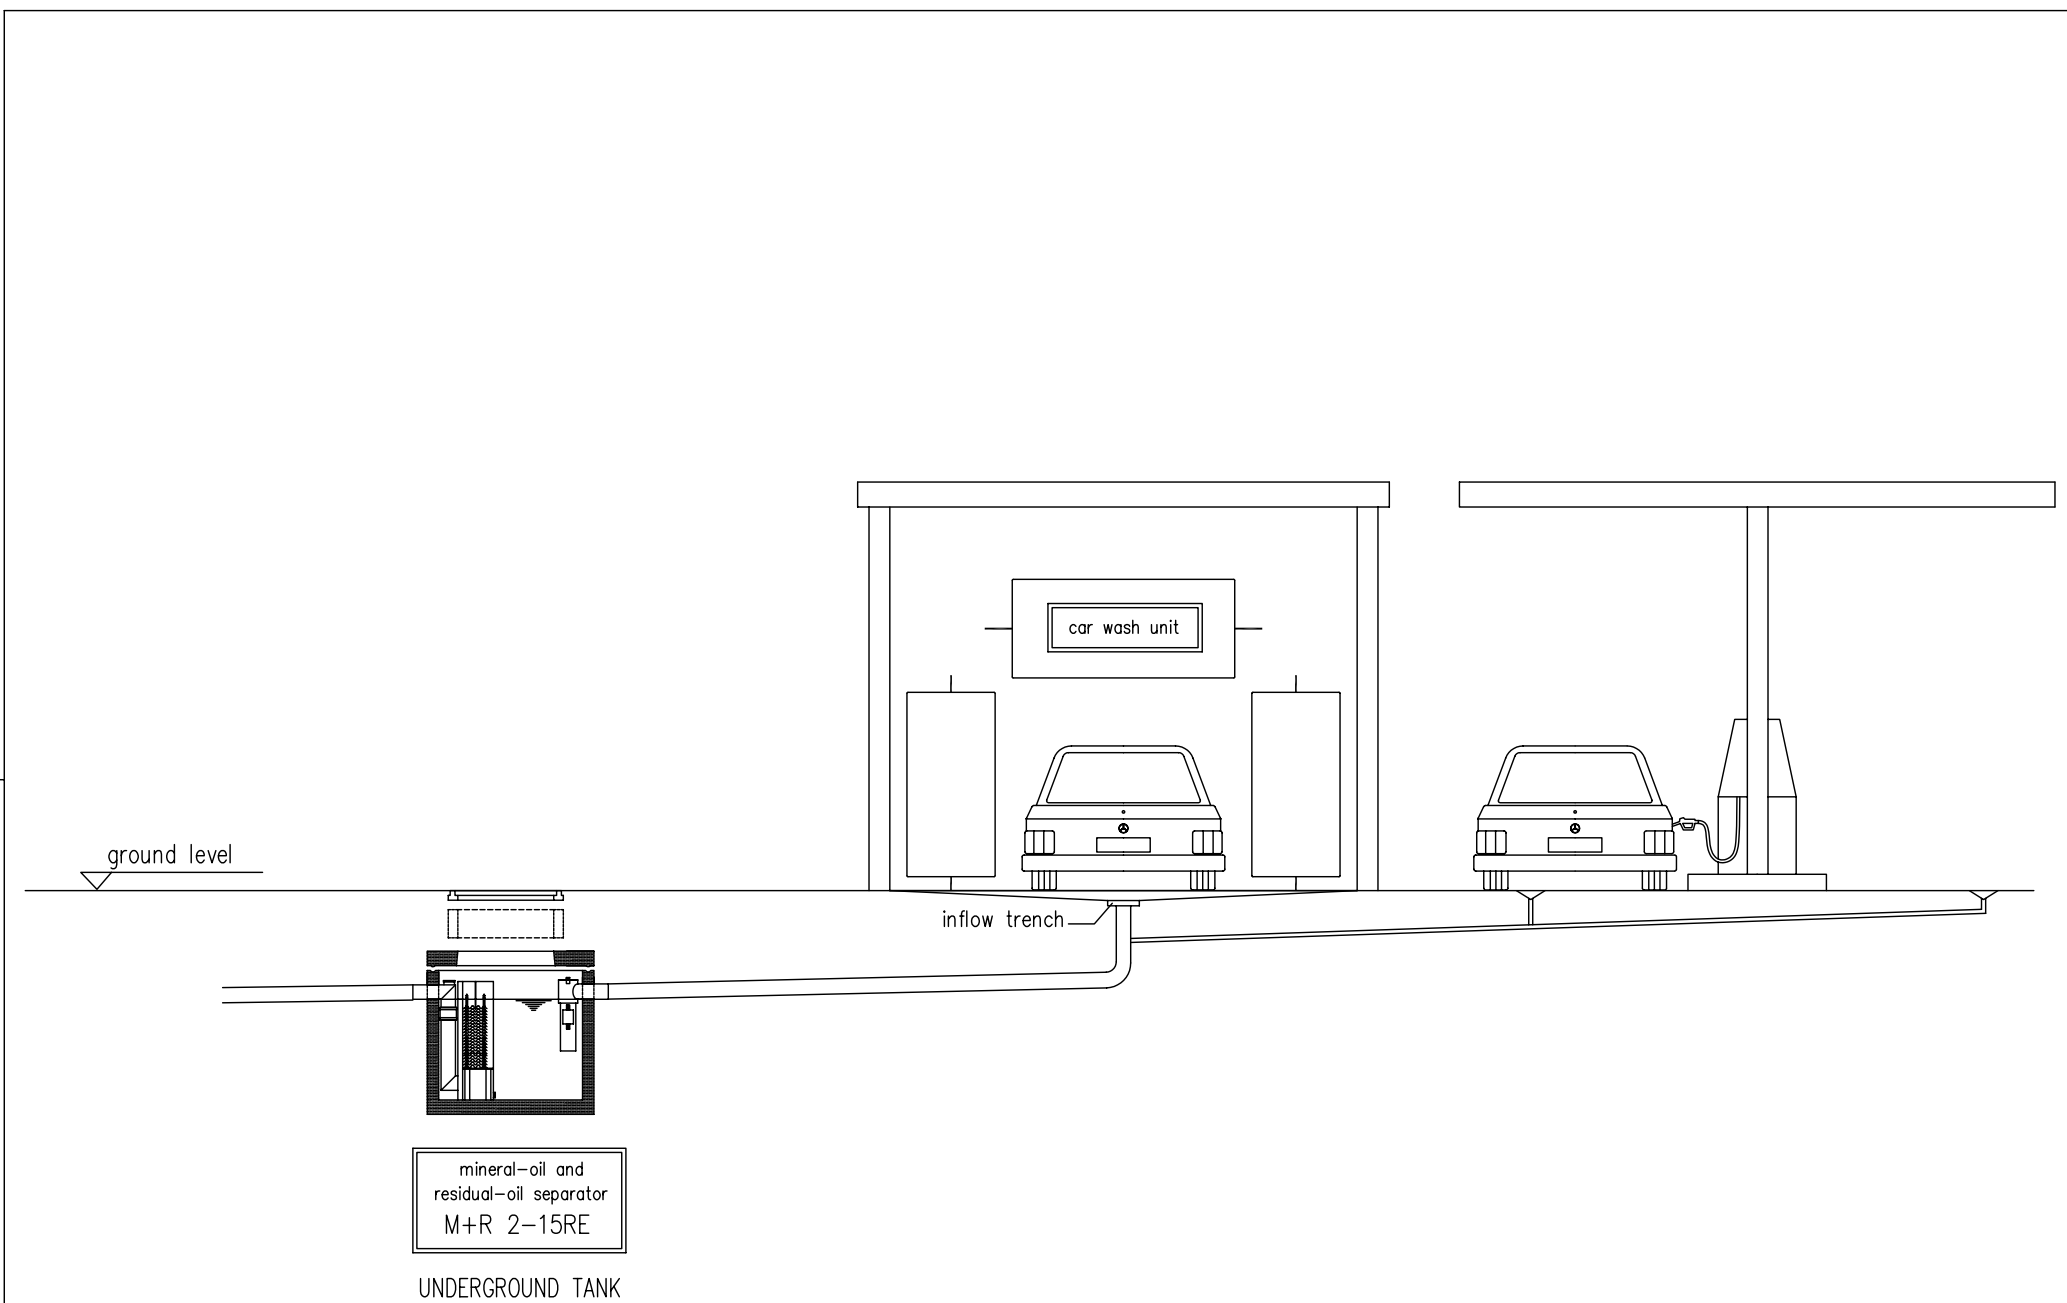 car wash unit
ground level
inflow trench
mineral-oil and
residual-oil separator
M+R 2-15RE
UNDERGROUND TANK